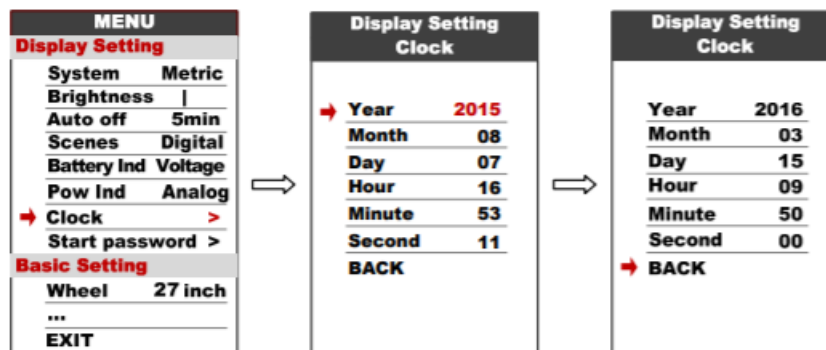 MENU
Display Setting
System Metric
Brightness |
Auto off 5min
Scenes Digital
Battery Ind Voltage
Pow Ind Analog
Clock >
Start password >
Basic Setting
Wheel 27 inch
...
EXIT
Display Setting
Clock
Year 2015
Month 08
Day 07
Hour 16
Minute 53
Second 11
BACK
Display Setting
Clock
Year 2016
Month 03
Day 15
Hour 09
Minute 50
Second 00
BACK